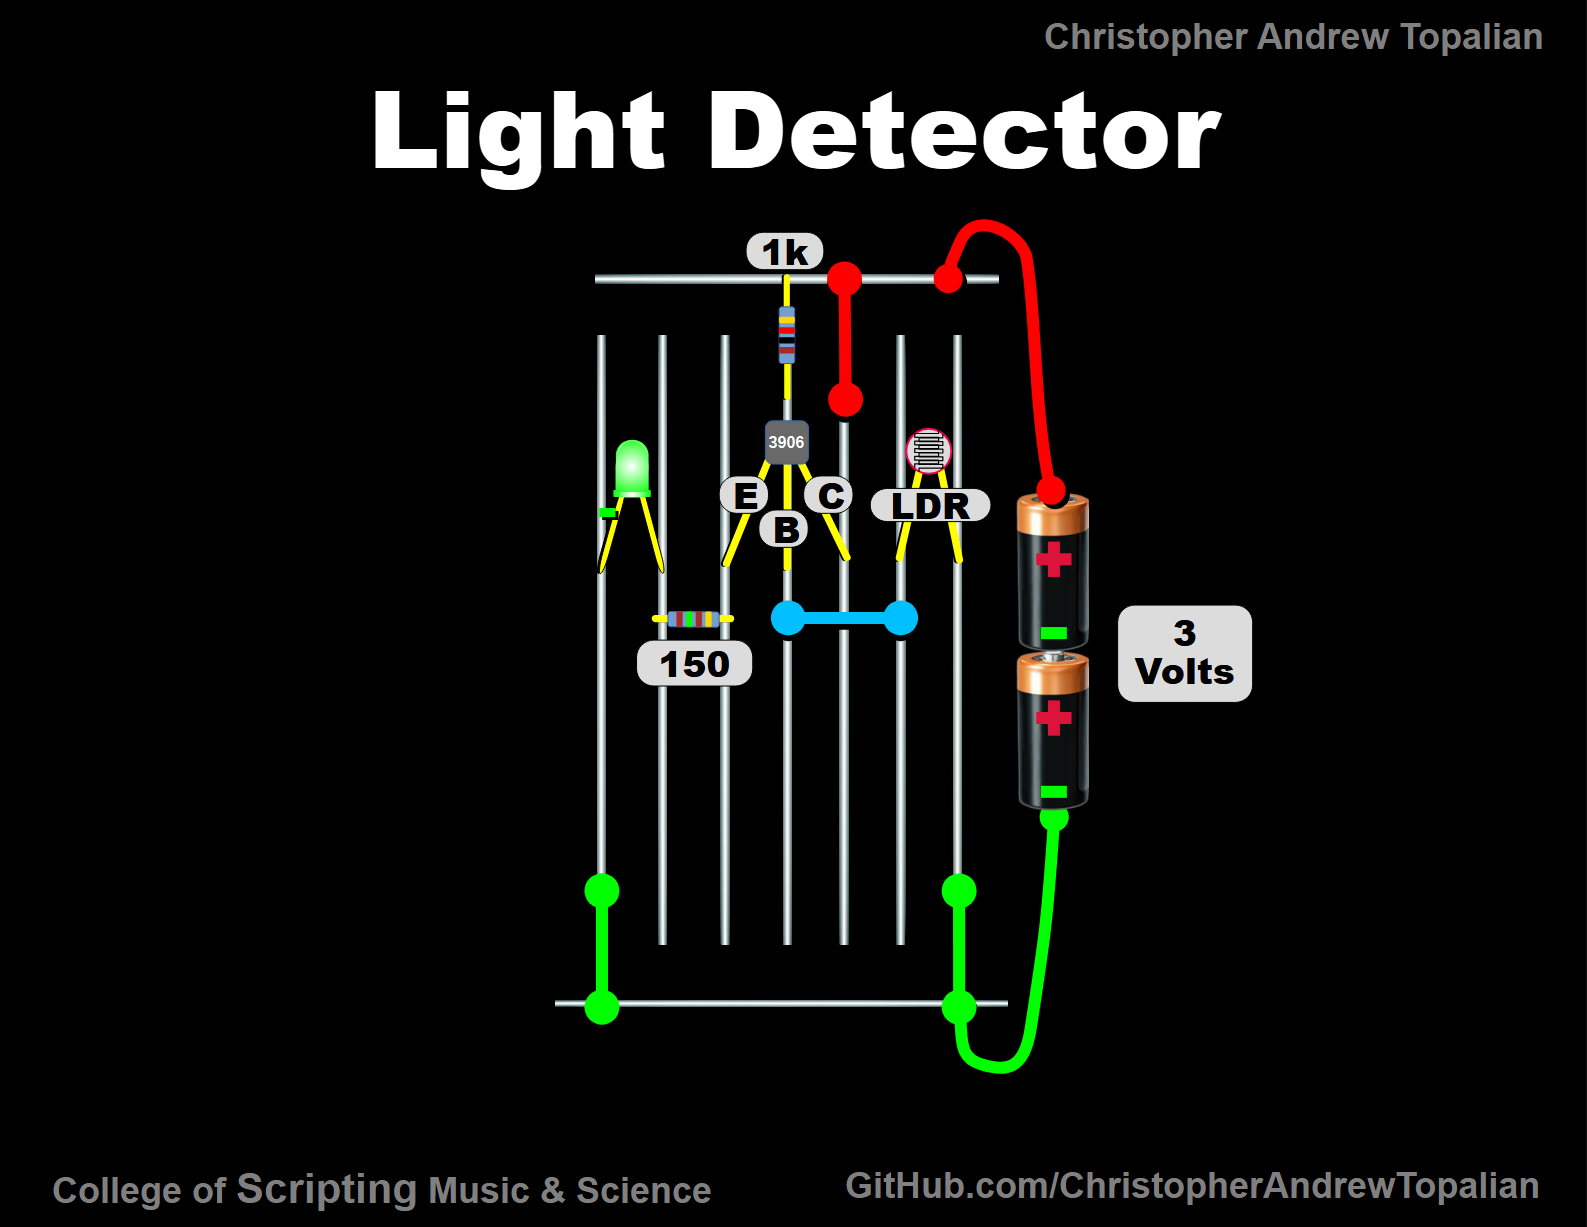 Christopher Andrew Topalian
Light Detector
1k
3906
E
C
B
LDR
150
3
Volts
College of Scripting Music & Science
GitHub.com/ChristopherAndrewTopalian